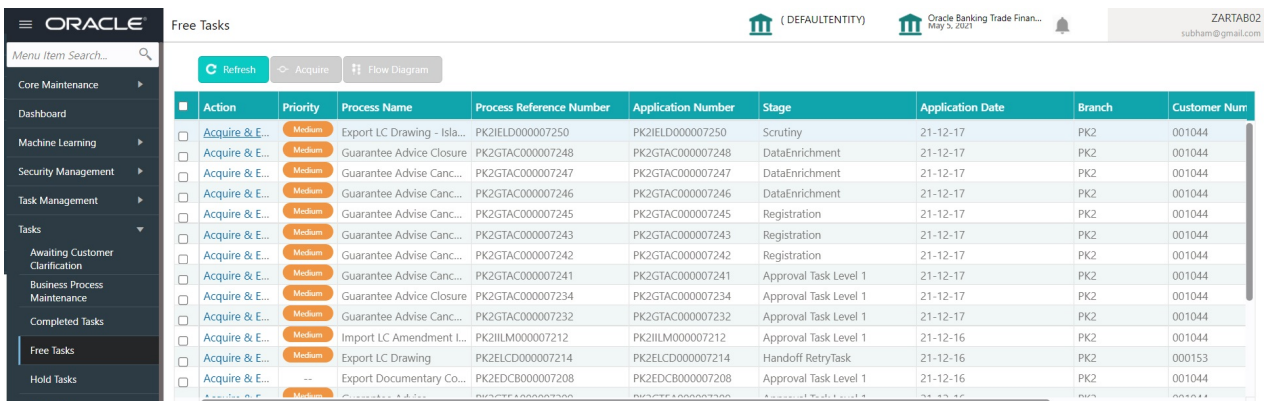 ORACLE
Free Tasks
( DEFAULTENTITY)
Oracle Banking Trade Finan...
May 5, 2021
ZARTAB02
subham@gmail.com
Menu Item Search...
Core Maintenance
Dashboard
Machine Learning
Security Management
Task Management
Tasks
Awaiting Customer
Clarification
Business Process
Maintenance
Completed Tasks
Free Tasks
Hold Tasks
Refresh Acquire Flow Diagram
Action Priority Process Name Process Reference Number Application Number Stage Application Date Branch Customer Num
Acquire & E... Medium Export LC Drawing - Isla... PK2IELD000007250 PK2IELD000007250 Scrutiny 21-12-17 PK2 001044
Acquire & E... Medium Guarantee Advice Closure PK2GTAC000007248 PK2GTAC000007248 DataEnrichment 21-12-17 PK2 001044
Acquire & E... Medium Guarantee Advise Canc... PK2GTAC000007247 PK2GTAC000007247 DataEnrichment 21-12-17 PK2 001044
Acquire & E... Medium Guarantee Advise Canc... PK2GTAC000007246 PK2GTAC000007246 DataEnrichment 21-12-17 PK2 001044
Acquire & E... Medium Guarantee Advise Canc... PK2GTAC000007245 PK2GTAC000007245 Registration 21-12-17 PK2 001044
Acquire & E... Medium Guarantee Advise Canc... PK2GTAC000007243 PK2GTAC000007243 Registration 21-12-17 PK2 001044
Acquire & E... Medium Guarantee Advise Canc... PK2GTAC000007242 PK2GTAC000007242 Registration 21-12-17 PK2 001044
Acquire & E... Medium Guarantee Advise Canc... PK2GTAC000007241 PK2GTAC000007241 Approval Task Level 1 21-12-17 PK2 001044
Acquire & E... Medium Guarantee Advice Closure PK2GTAC000007234 PK2GTAC000007234 Approval Task Level 1 21-12-17 PK2 001044
Acquire & E... Medium Guarantee Advise Canc... PK2GTAC000007232 PK2GTAC000007232 Approval Task Level 1 21-12-17 PK2 001044
Acquire & E... Medium Import LC Amendment I... PK2IILM000007212 PK2IILM000007212 Approval Task Level 1 21-12-16 PK2 001044
Acquire & E... Medium Export LC Drawing PK2ELCD000007214 PK2ELCD000007214 Handoff RetryTask 21-12-16 PK2 000153
Acquire & E... -- Export Documentary Co... PK2EDCB000007208 PK2EDCB000007208 Approval Task Level 1 21-12-16 PK2 001044